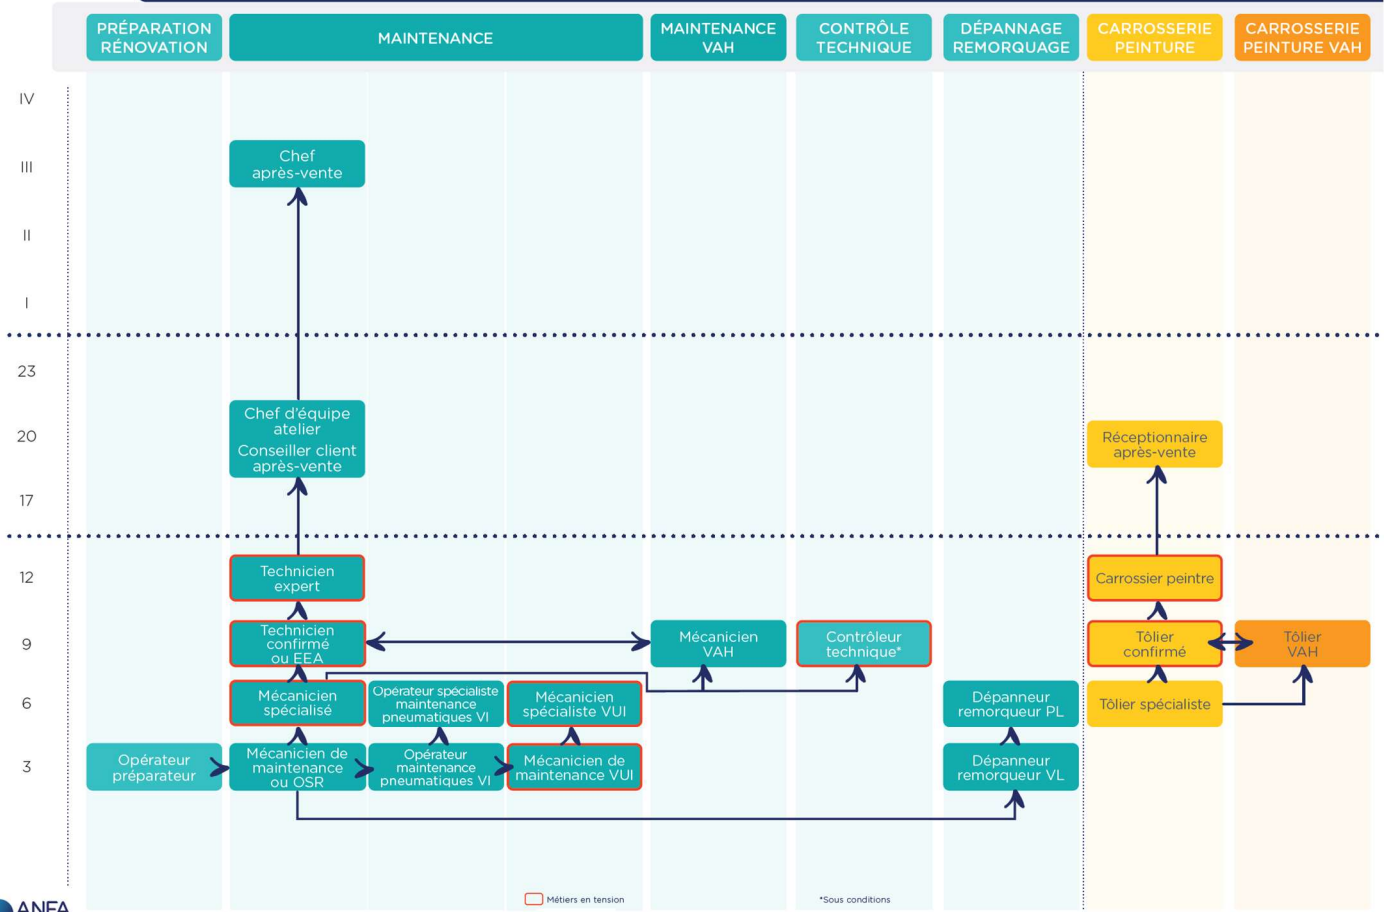 PRÉPARATION
RÉNOVATION
MAINTENANCE
MAINTENANCE
VAH
CONTRÔLE
TECHNIQUE
DÉPANNAGE
REMORQUAGE
CARROSSERIE
PEINTURE
CARROSSERIE
PEINTURE VAH
IV
III
Chef
après-vente
II
I
23
20
Chef d'équipe
atelier
Conseiller client
après-vente
Réceptionnaire
après-vente
17
12
Technicien
expert
Carrossier peintre
9
Technicien
confirmé
ou EEA
Mécanicien
VAH
Contrôleur
technique*
Tôlier
confirmé
Tôlier
VAH
6
Mécanicien
spécialisé
Opérateur spécialiste
maintenance
pneumatiques VI
Mécanicien
spécialiste VUI
Dépanneur
remorqueur PL
Tôlier spécialiste
3
Opérateur
préparateur
Mécanicien de
maintenance
ou OSR
Opérateur
maintenance
pneumatiques VI
Mécanicien de
maintenance VUI
Dépanneur
remorqueur VL
Métiers en tension
*Sous conditions
ANFA